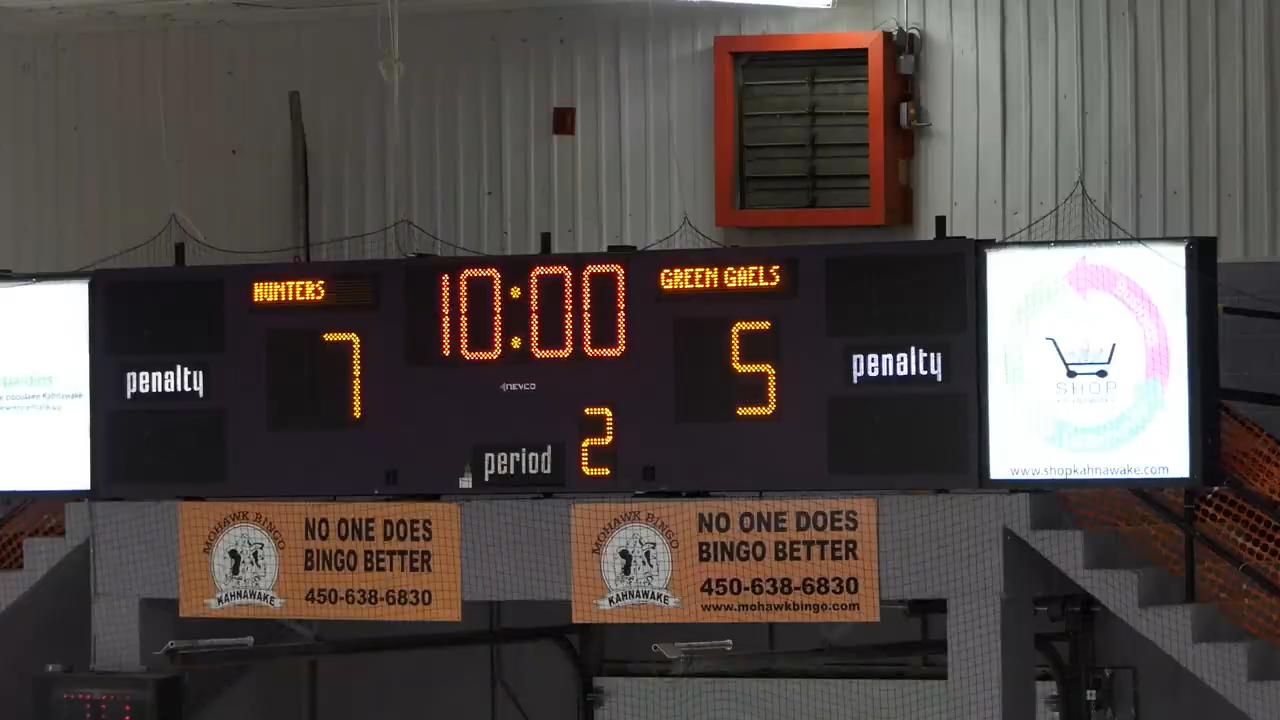 HUNTERS
10:00
GREEN GAELS
7
5
penalty
penalty
NEVCO
period
2
SHOP
www.shopkahnawake.com
MOHAWK BINGO
KAHNAWAKE
NO ONE DOES
BINGO BETTER
450-638-6830
MOHAWK BINGO
KAHNAWAKE
NO ONE DOES
BINGO BETTER
450-638-6830
www.mohawkbingo.com